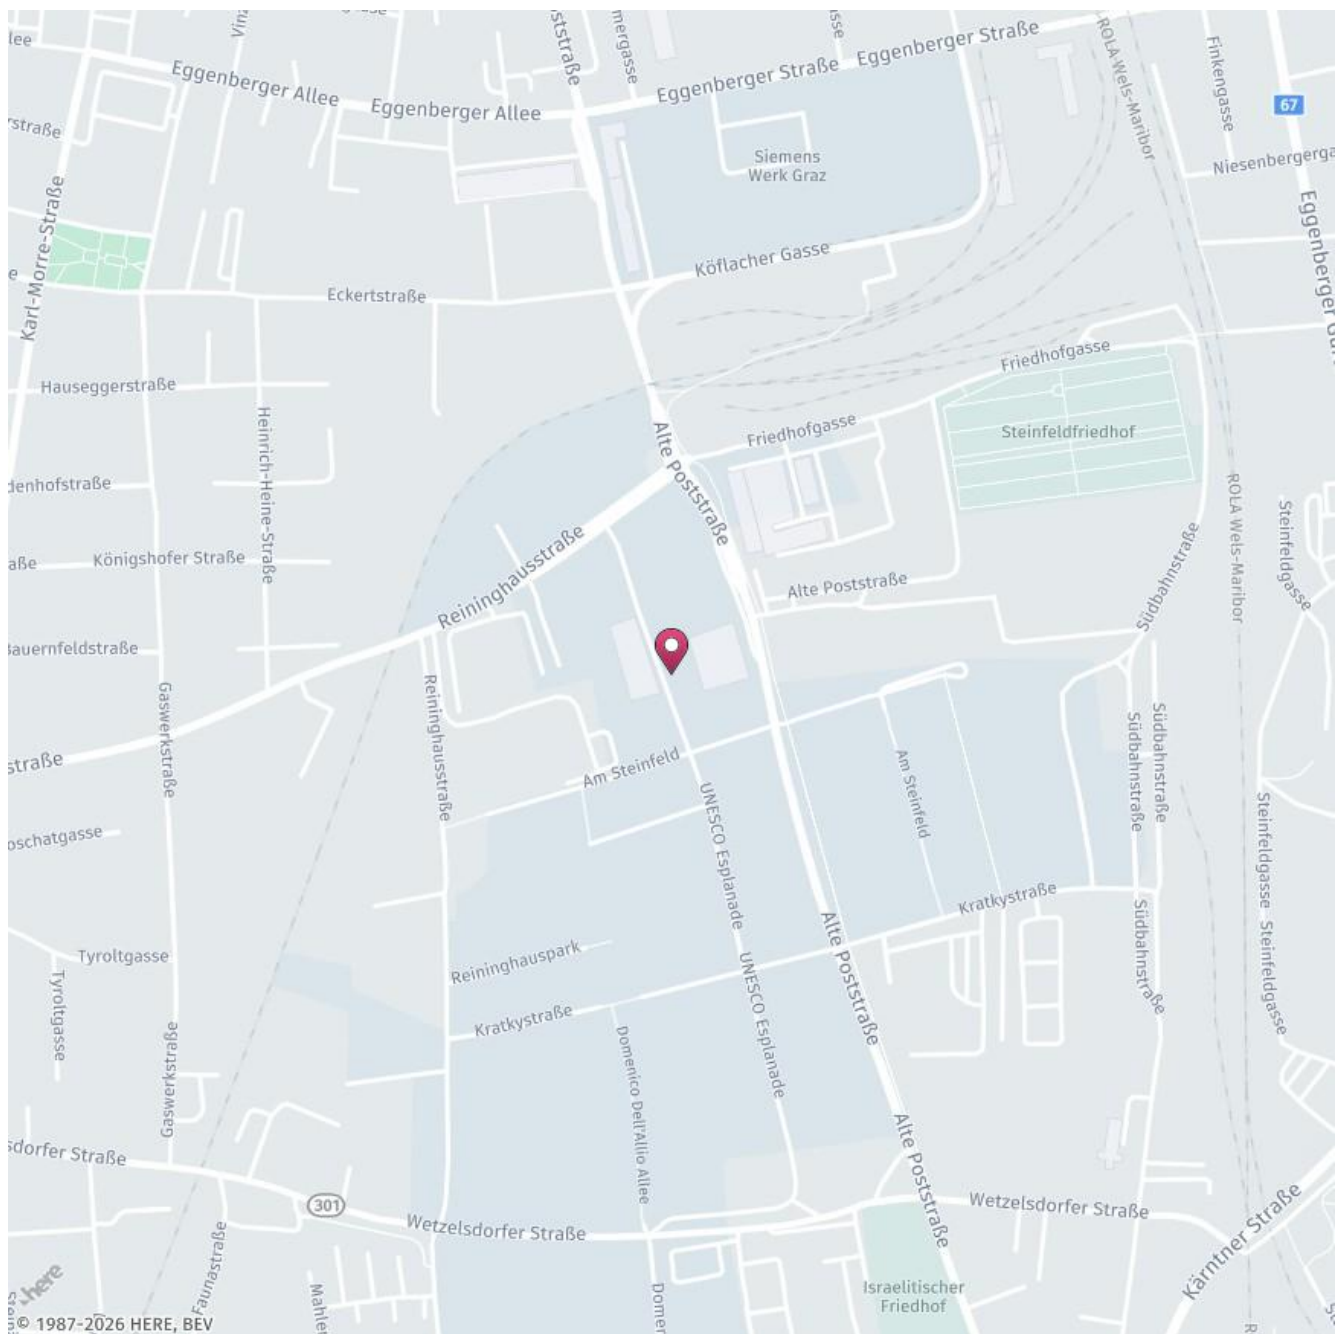 Eggenberger Straße
Eggenberger Straße
Eggenberger Allee
Eggenberger Allee
ROLA Wels-Maribor
Finkengasse
67
Siemens
Werk Graz
Karl-Morre-Straße
Köflacher Gasse
Eckertstraße
Friedhofgasse
Hauseggerstraße
Friedhofgasse
Steinfeldfriedhof
Heinrich-Heine-Straße
Alte Poststraße
ROLA Wels-Maribor
Steinfeldgasse
Königshofer Straße
Reininghausstraße
Alte Poststraße
Südbahnstraße
Gaswerkstraße
Reininghausstraße
Am Steinfeld
Am Steinfeld
Südbahnstraße
Südbahnstraße
UNESCO Esplanade
Steinfeldgasse
Kratkystraße
Alte Poststraße
Südbahnstraße
Steinfeldgasse
Tyroltgasse
Tyroltgasse
Reininghauspark
UNESCO Esplanade
Kratkystraße
Gaswerkstraße
Domenico Dell'Allio Allee
Alte Poststraße
301
Wetzelsdorfer Straße
Wetzelsdorfer Straße
Kärntner Straße
Faunastraße
Israelitischer
Friedhof
here
© 1987-2026 HERE, BEV